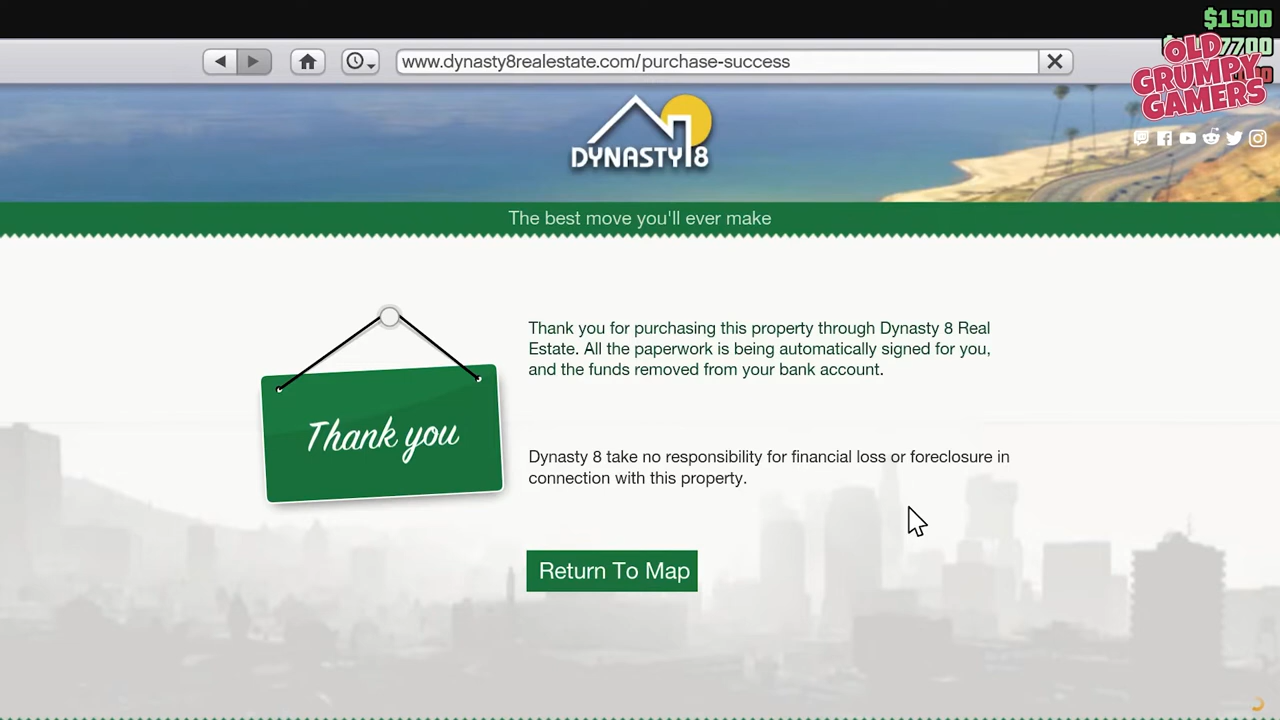 $1500
7700
OLD
GRUMPY
GAMERS
www.dynasty8realestate.com/purchase-success
DYNASTY 8
The best move you'll ever make
Thank you
Thank you for purchasing this property through Dynasty 8 Real
Estate. All the paperwork is being automatically signed for you,
and the funds removed from your bank account.
Dynasty 8 take no responsibility for financial loss or foreclosure in
connection with this property.
Return To Map